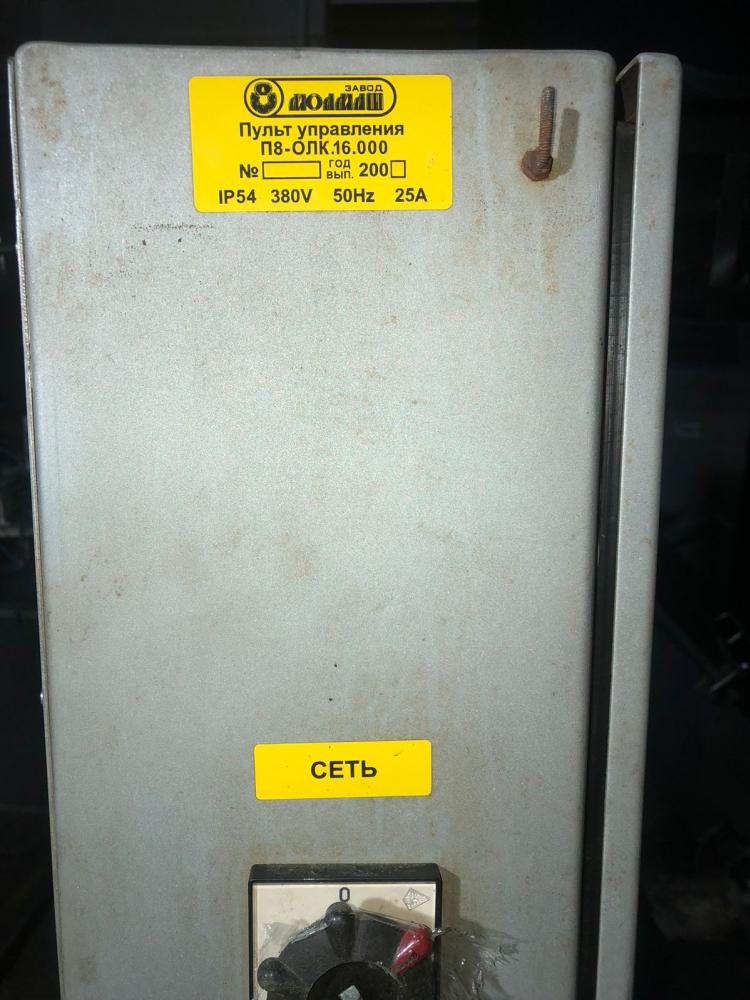 ЗАВОД
МОЛМАШ
Пульт управления
П8-ОЛК.16.000
№ ГОД ВЫП. 200
IP54 380V 50Hz 25A
СЕТЬ
0